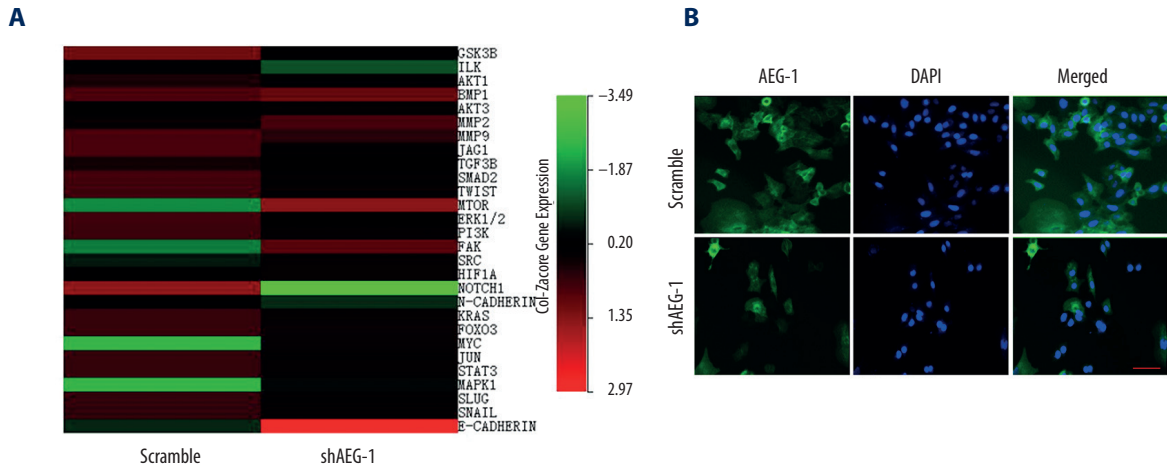 A
GSK3B
ILK
AKT1
BMP1
AKT3
MMP2
MMP9
JAG1
TGF3B
SMAD2
TWIST
MTOR
ERK1/2
PI3K
FAK
SRC
HIF1A
NOTCH1
N-CADHERIN
KRAS
FOXO3
MYC
JUN
STAT3
MAPK1
SLUG
SNAIL
E-CADHERIN
Scramble shAEG-1
Col-Zacore Gene Expression
−3.49
−1.87
0.20
1.35
2.97
B
AEG-1 DAPI Merged
Scramble
shAEG-1